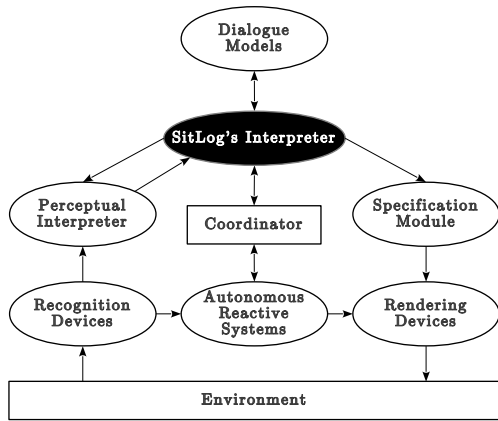 Dialogue
Models
SitLog's Interpreter
Perceptual
Interpreter
Coordinator
Specification
Module
Recognition
Devices
Autonomous
Reactive
Systems
Rendering
Devices
Environment